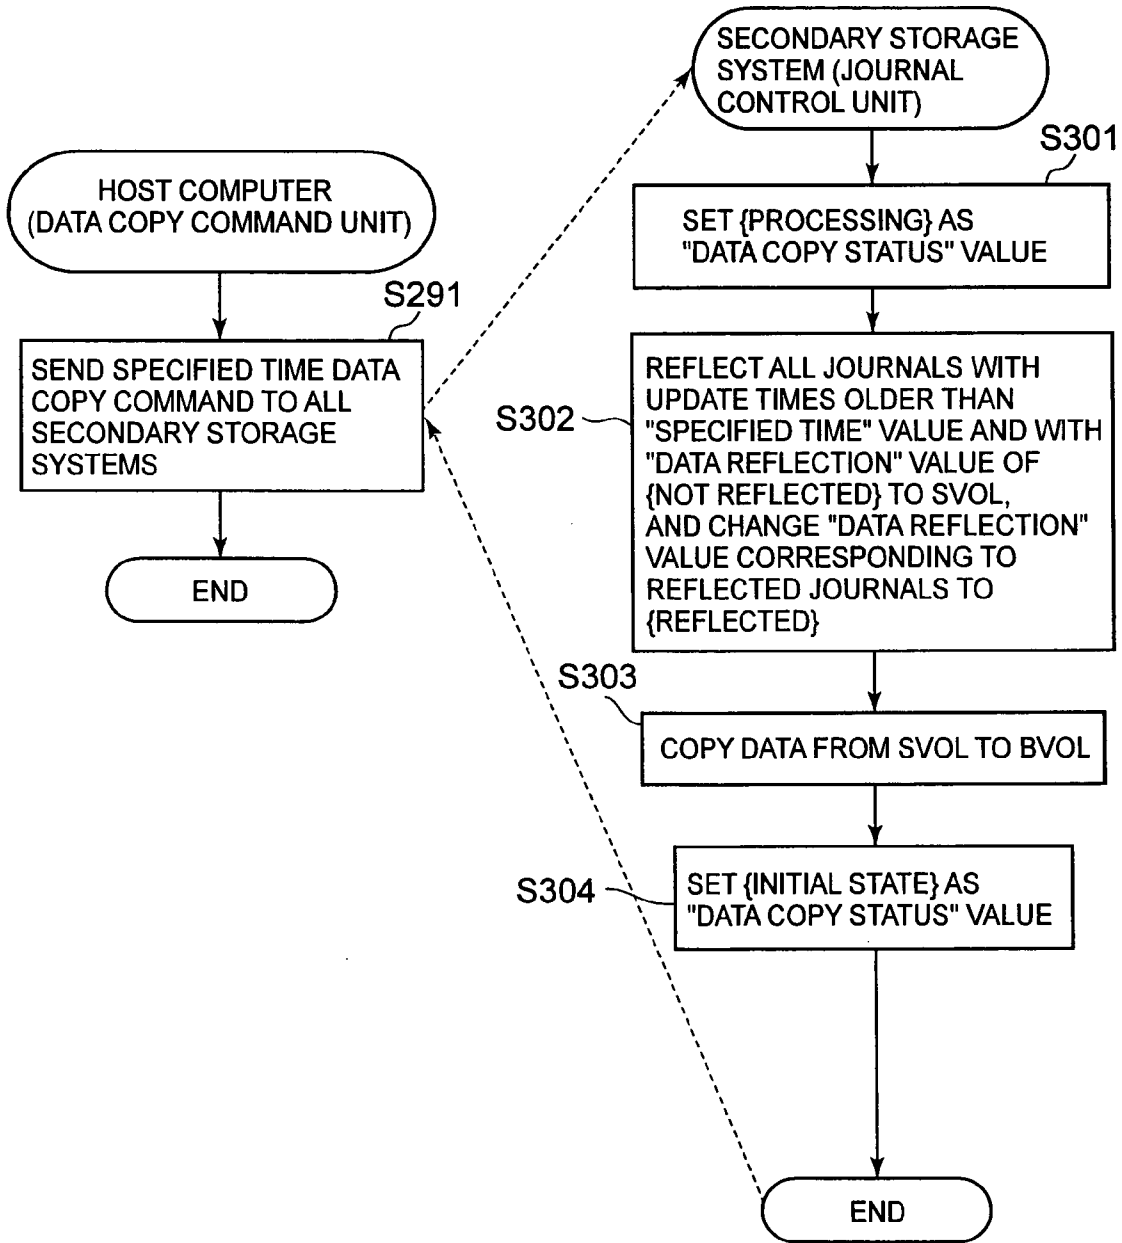 HOST COMPUTER
(DATA COPY COMMAND UNIT)
S291
SEND SPECIFIED TIME DATA
COPY COMMAND TO ALL
SECONDARY STORAGE
SYSTEMS
END
SECONDARY STORAGE
SYSTEM (JOURNAL
CONTROL UNIT)
S301
SET {PROCESSING} AS
"DATA COPY STATUS" VALUE
S302
REFLECT ALL JOURNALS WITH
UPDATE TIMES OLDER THAN
"SPECIFIED TIME" VALUE AND WITH
"DATA REFLECTION" VALUE OF
{NOT REFLECTED} TO SVOL,
AND CHANGE "DATA REFLECTION"
VALUE CORRESPONDING TO
REFLECTED JOURNALS TO
{REFLECTED}
S303
COPY DATA FROM SVOL TO BVOL
S304
SET {INITIAL STATE} AS
"DATA COPY STATUS" VALUE
END